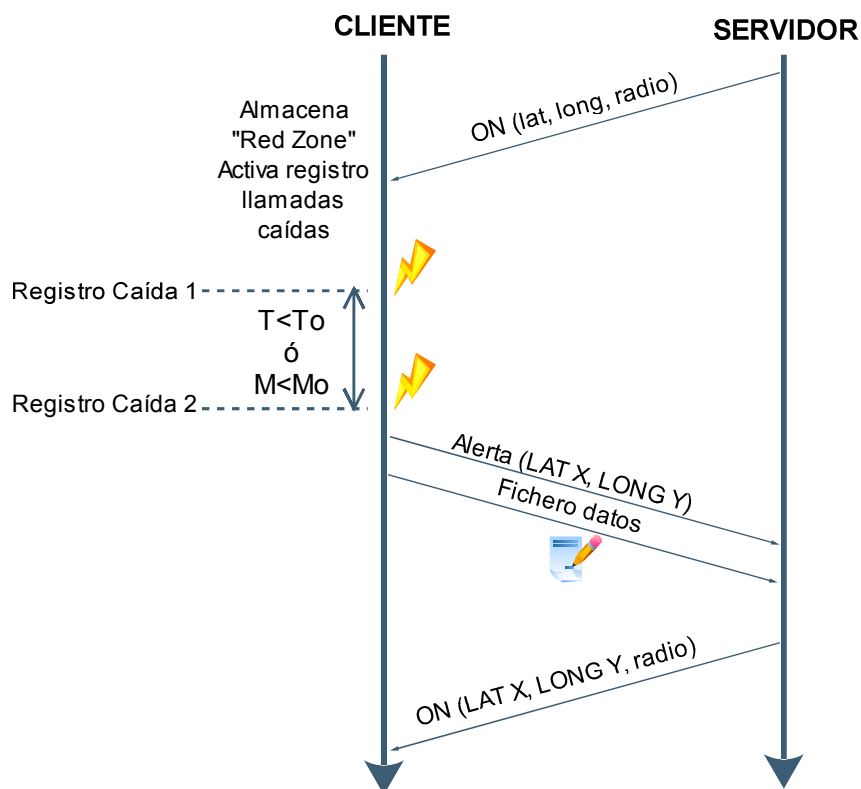 CLIENTE
SERVIDOR
ON (lat, long, radio)
Almacena
"Red Zone"
Activa registro
llamadas
caídas
Registro Caída 1
T<To
ó
M<Mo
Registro Caída 2
Alerta (LAT X, LONG Y)
Fichero datos
ON (LAT X, LONG Y, radio)